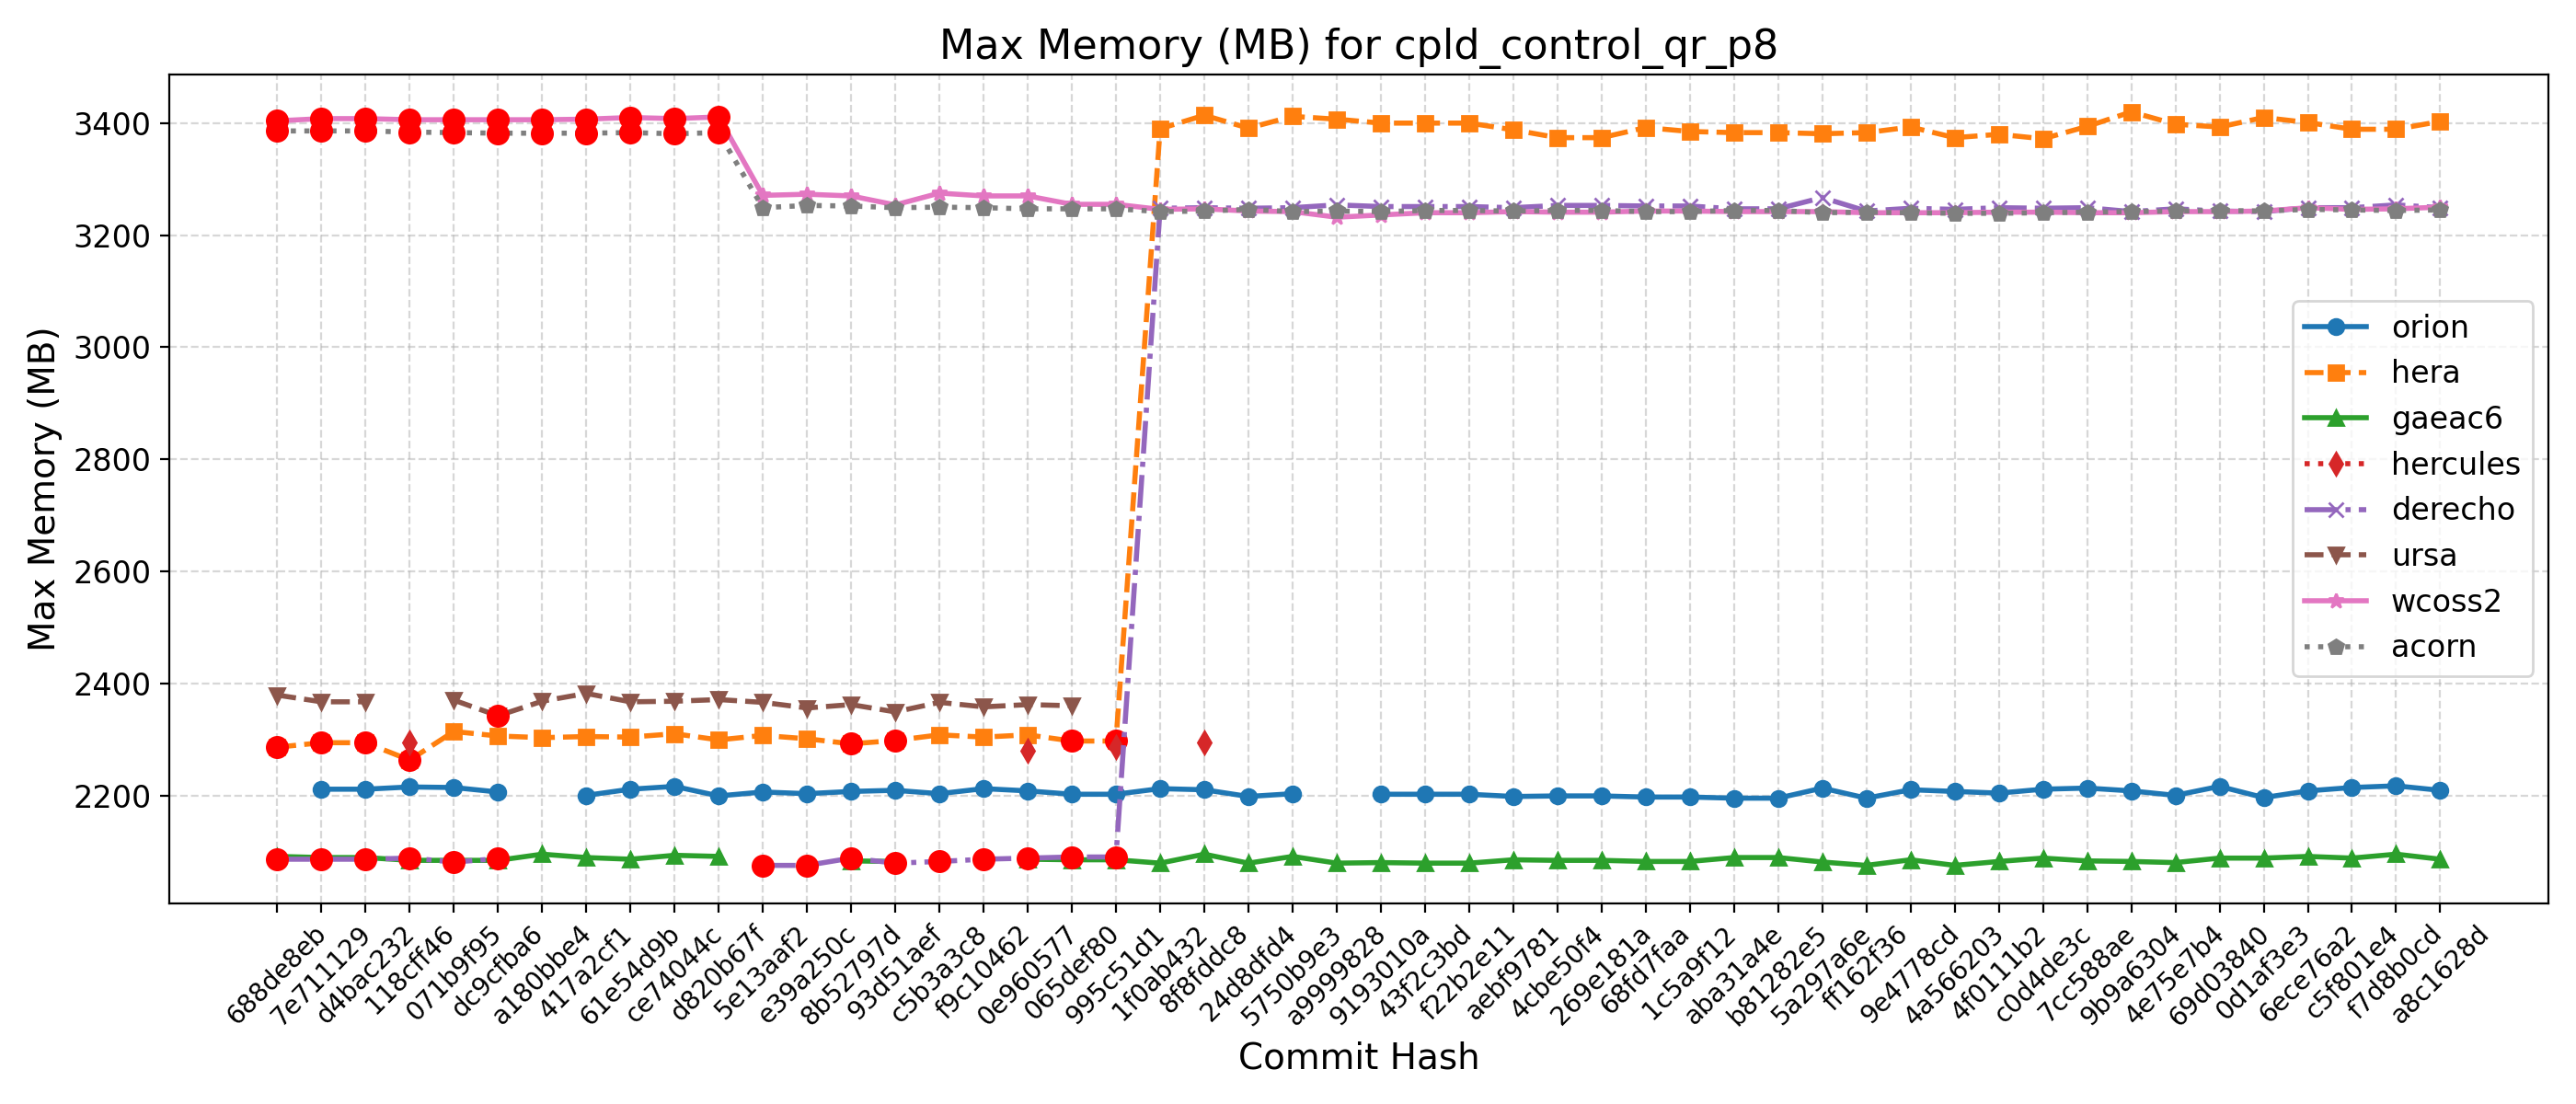 Max Memory (MB) for cpld_control_qr_p8
Max Memory (MB)
3400
3200
3000
2800
2600
2400
2200
orion
hera
gaeac6
hercules
derecho
ursa
wcoss2
acorn
688de8eb
7e711129
d4bac232
118cff46
071b9f95
dc9cfba6
a180bbe4
417a2cf1
61e54d9b
ce74044c
d820b67f
5e13aaf2
e39a250c
8b52797d
93d51aef
c5b3a3c8
f9c10462
0e960577
065def80
995c51d1
1f0ab432
8f8fddc8
24d8dfd4
5750b9e3
a9999828
9193010a
43f2c3bd
f22b2e11
aebf9781
4cbe50f4
269e181a
68fd7faa
1c5a9f12
aba31a4e
b81282e5
5a297a6e
ff162f36
9e4778cd
4a566203
4f0111b2
c0d4de3c
7cc588ae
9b9a6304
4e75e7b4
69d03840
0d1af3e3
6ece76a2
c5f801e4
f7d8b0cd
a8c1628d
Commit Hash